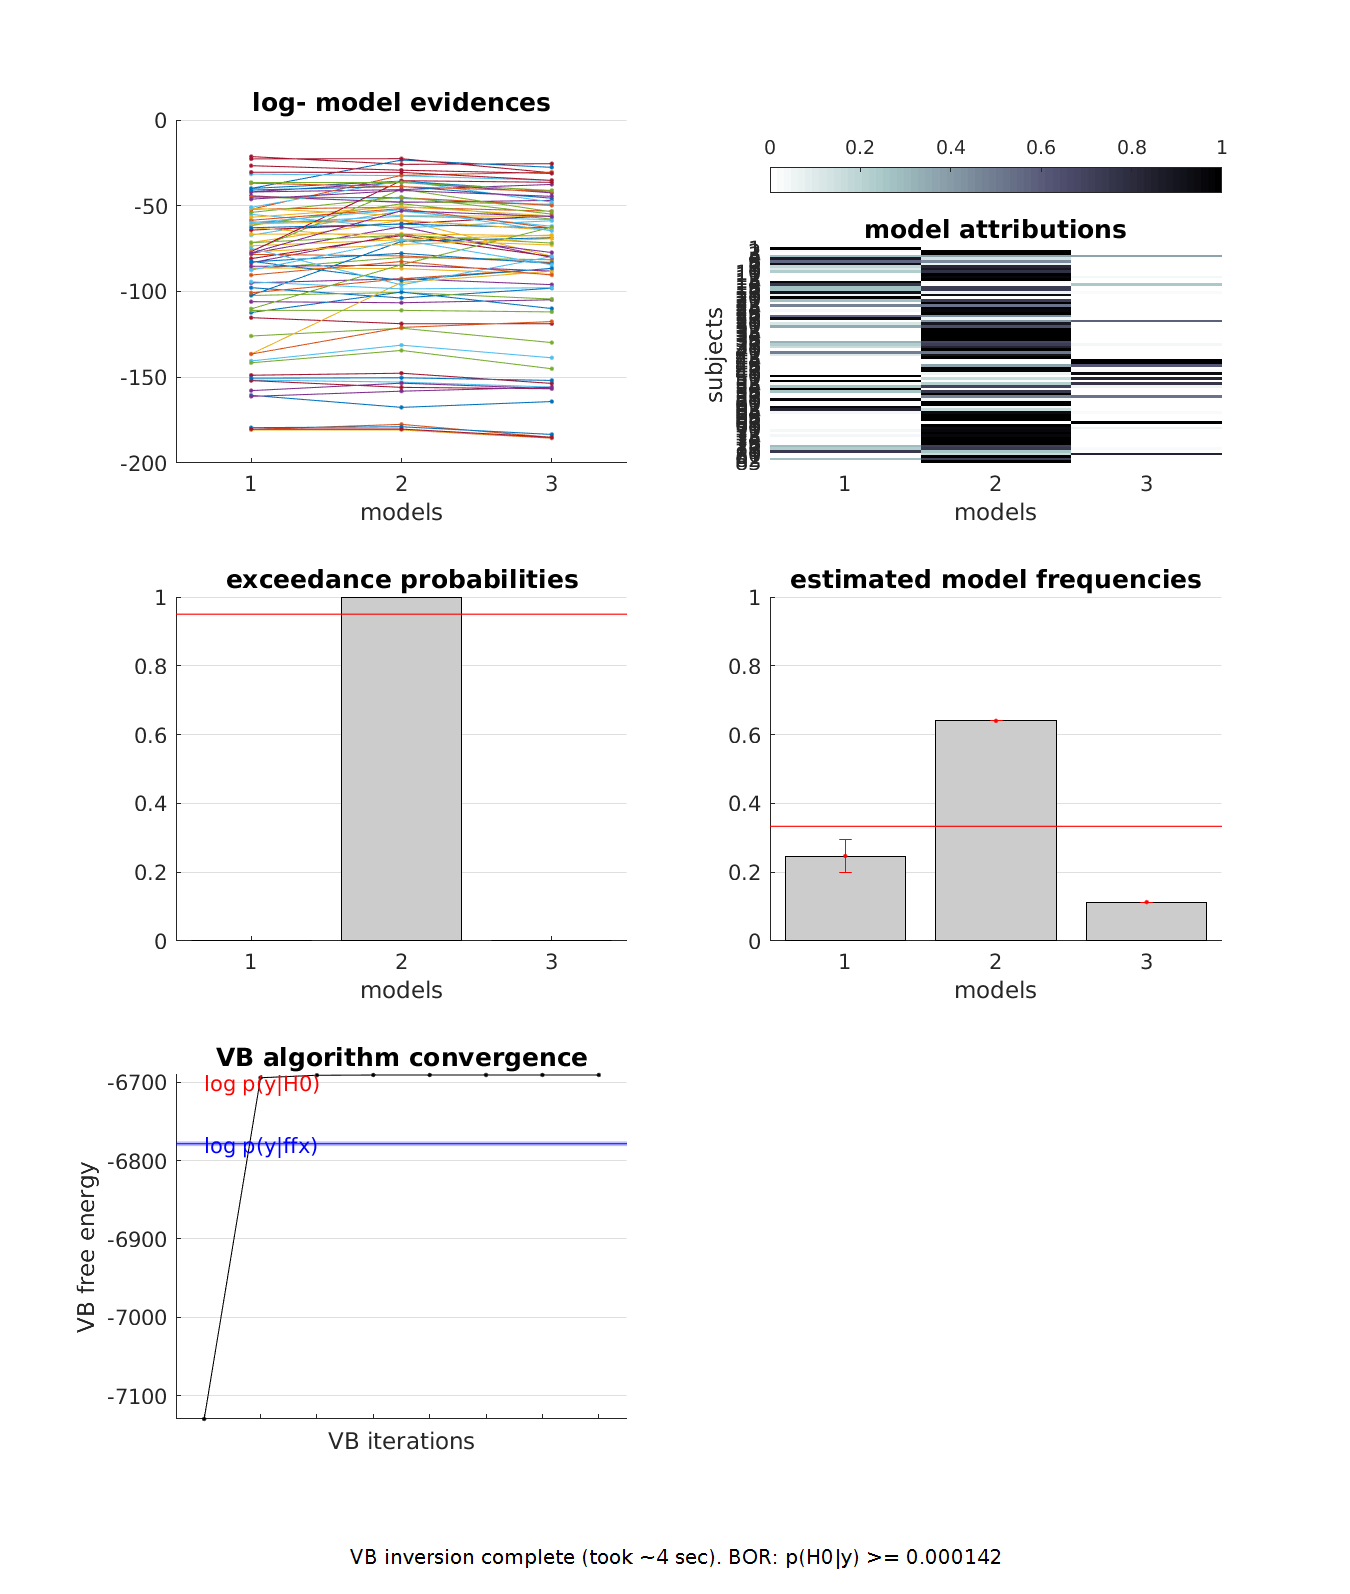 log- model evidences
0
-50
-100
-150
-200
1 2 3
models
0 0.2 0.4 0.6 0.8 1
model attributions
subjects
1 2 3
models
exceedance probabilities
1
0.8
0.6
0.4
0.2
0
1 2 3
models
estimated model frequencies
1
0.8
0.6
0.4
0.2
0
1 2 3
models
VB algorithm convergence
-6700
-6800
-6900
-7000
-7100
VB free energy
log p(y|H0)
log p(y|ffx)
VB iterations
VB inversion complete (took ~4 sec). BOR: p(H0|y) >= 0.000142